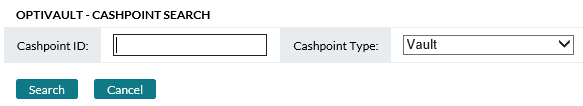 OPTIVAULT - CASHPOINT SEARCH
Cashpoint ID: Cashpoint Type: Vault
Search Cancel